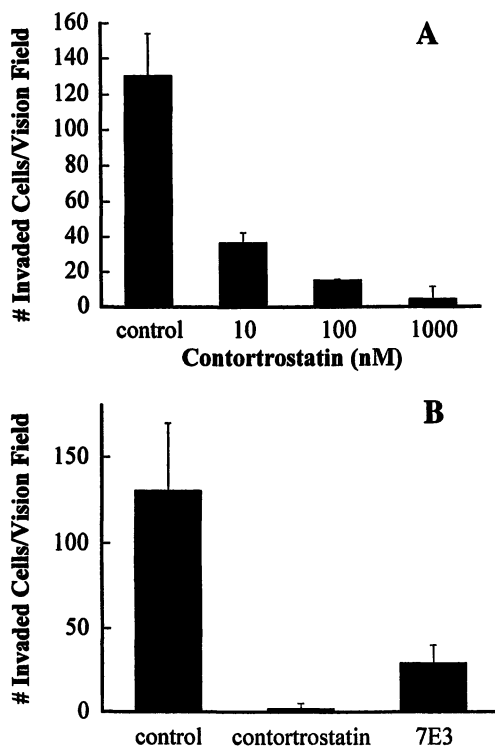 A
# Invaded Cells/Vision Field
160
140
120
100
80
60
40
20
0
control 10 100 1000
Contortrostatin (nM)
B
# Invaded Cells/Vision Field
150
100
50
0
control contortrostatin 7E3